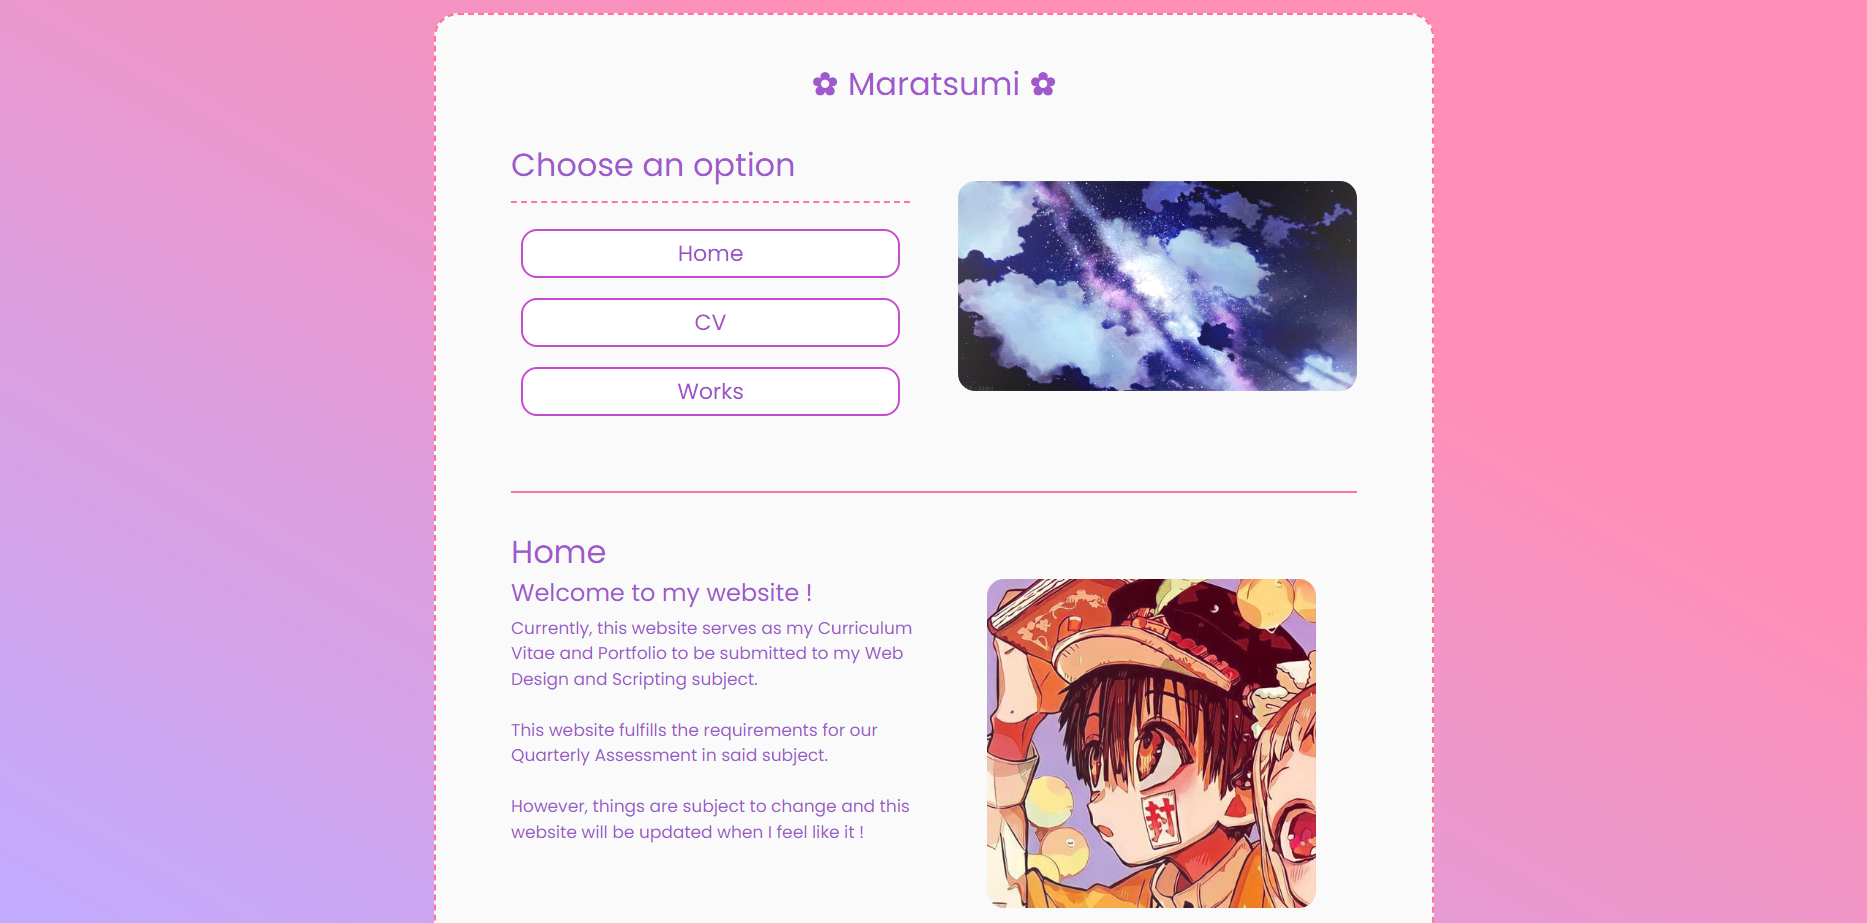 ✿ Maratsumi ✿
Choose an option
Home
CV
Works
Home
Welcome to my website !
Currently, this website serves as my Curriculum
Vitae and Portfolio to be submitted to my Web
Design and Scripting subject.
This website fulfills the requirements for our
Quarterly Assessment in said subject.
However, things are subject to change and this
website will be updated when I feel like it !
封